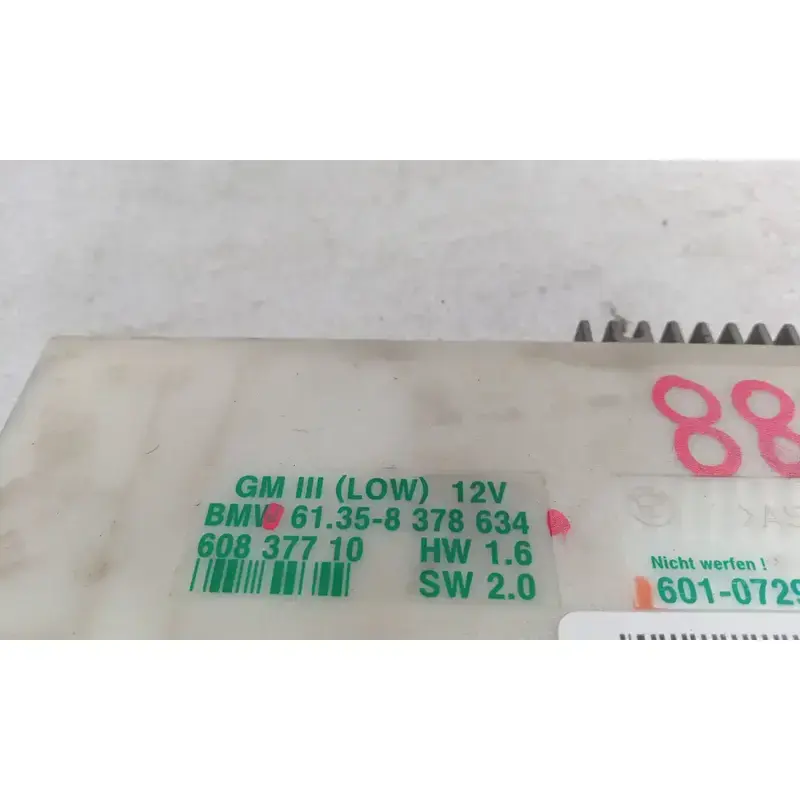 88
GM III (LOW) 12V
BMW 61.35-8 378 634
608 377 10 HW 1.6
SW 2.0
Nicht werfen !
601-0729